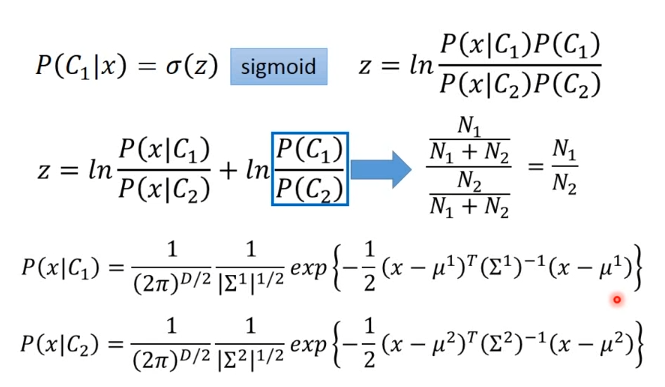 P(C₁|x) = σ(z) sigmoid z = ln P(x|C₁)P(C₁) / P(x|C₂)P(C₂)
z = ln P(x|C₁) / P(x|C₂) + ln P(C₁) / P(C₂) (N₁ / (N₁ + N₂)) / (N₂ / (N₁ + N₂)) = N₁ / N₂
P(x|C₁) = 1 / (2π)^{D/2} 1 / |Σ¹|^{1/2} exp{−1/2 (x − μ¹)ᵀ(Σ¹)⁻¹(x − μ¹)}
P(x|C₂) = 1 / (2π)^{D/2} 1 / |Σ²|^{1/2} exp{−1/2 (x − μ²)ᵀ(Σ²)⁻¹(x − μ²)}